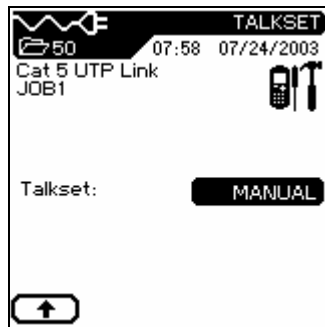 TALKSET
50 07:58 07/24/2003
Cat 5 UTP Link
JOB1
Talkset: MANUAL